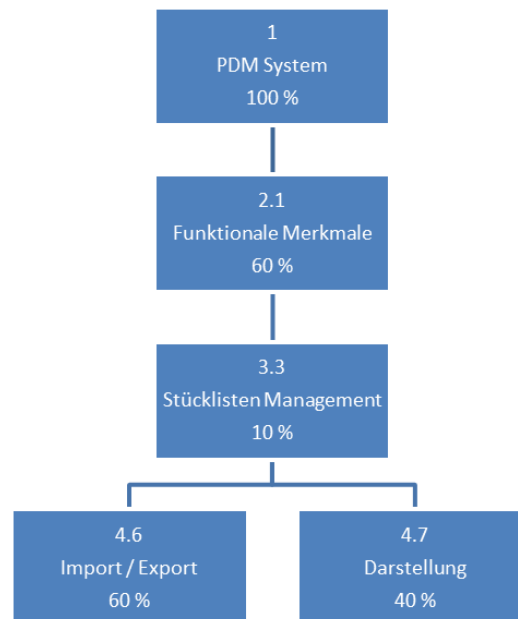 1
PDM System
100 %
2.1
Funktionale Merkmale
60 %
3.3
Stücklisten Management
10 %
4.6
Import / Export
60 %
4.7
Darstellung
40 %